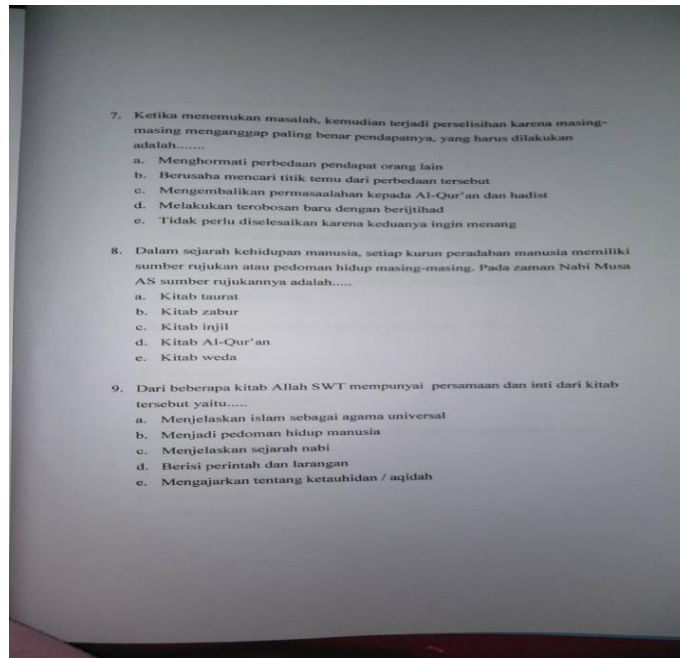 7. Ketika menemukan masalah, kemudian terjadi perselisihan karena masing-
masing menganggap paling benar pendapatnya, yang harus dilakukan
adalah.......
a. Menghormati perbedaan pendapat orang lain
b. Berusaha mencari titik temu dari perbedaan tersebut
c. Mengembalikan permasaalahan kepada Al-Qur'an dan hadist
d. Melakukan terobosan baru dengan berijtihad
e. Tidak perlu diselesaikan karena keduanya ingin menang
8. Dalam sejarah kehidupan manusia, setiap kurun peradaban manusia memiliki
sumber rujukan atau pedoman hidup masing-masing. Pada zaman Nabi Musa
AS sumber rujukannya adalah.....
a. Kitab taurat
b. Kitab zabur
c. Kitab injil
d. Kitab Al-Qur'an
e. Kitab weda
9. Dari beberapa kitab Allah SWT mempunyai persamaan dan inti dari kitab
tersebut yaitu.....
a. Menjelaskan islam sebagai agama universal
b. Menjadi pedoman hidup manusia
c. Menjelaskan sejarah nabi
d. Berisi perintah dan larangan
e. Mengajarkan tentang ketauhidan / aqidah